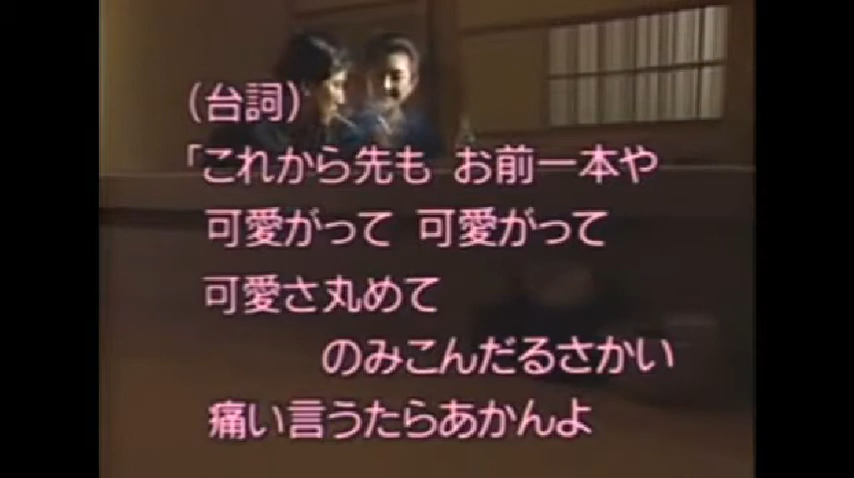 (台詞)
「これから先も お前一本や
可愛がって 可愛がって
可愛さ丸めて
のみこんだるさかい
痛い言うたらあかんよ